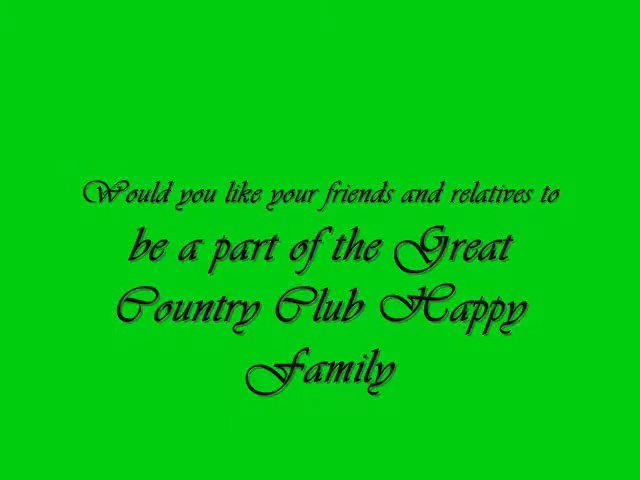 Would you like your friends and relatives to
be a part of the Great
Country Club Happy
Family